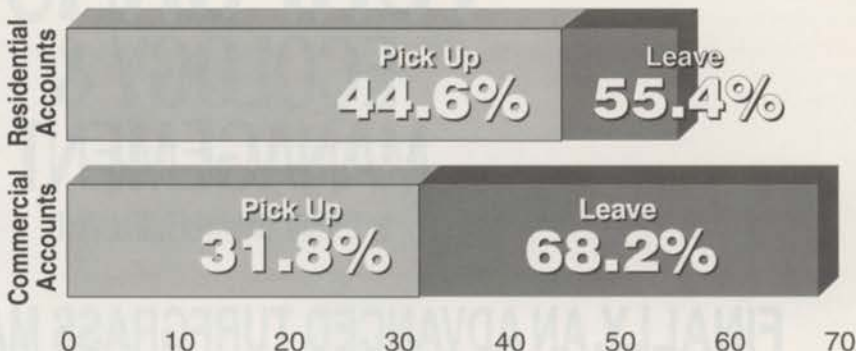 Residential
Accounts
Pick Up
44.6%
Leave
55.4%
Commercial
Accounts
Pick Up
31.8%
Leave
68.2%
0 10 20 30 40 50 60 70